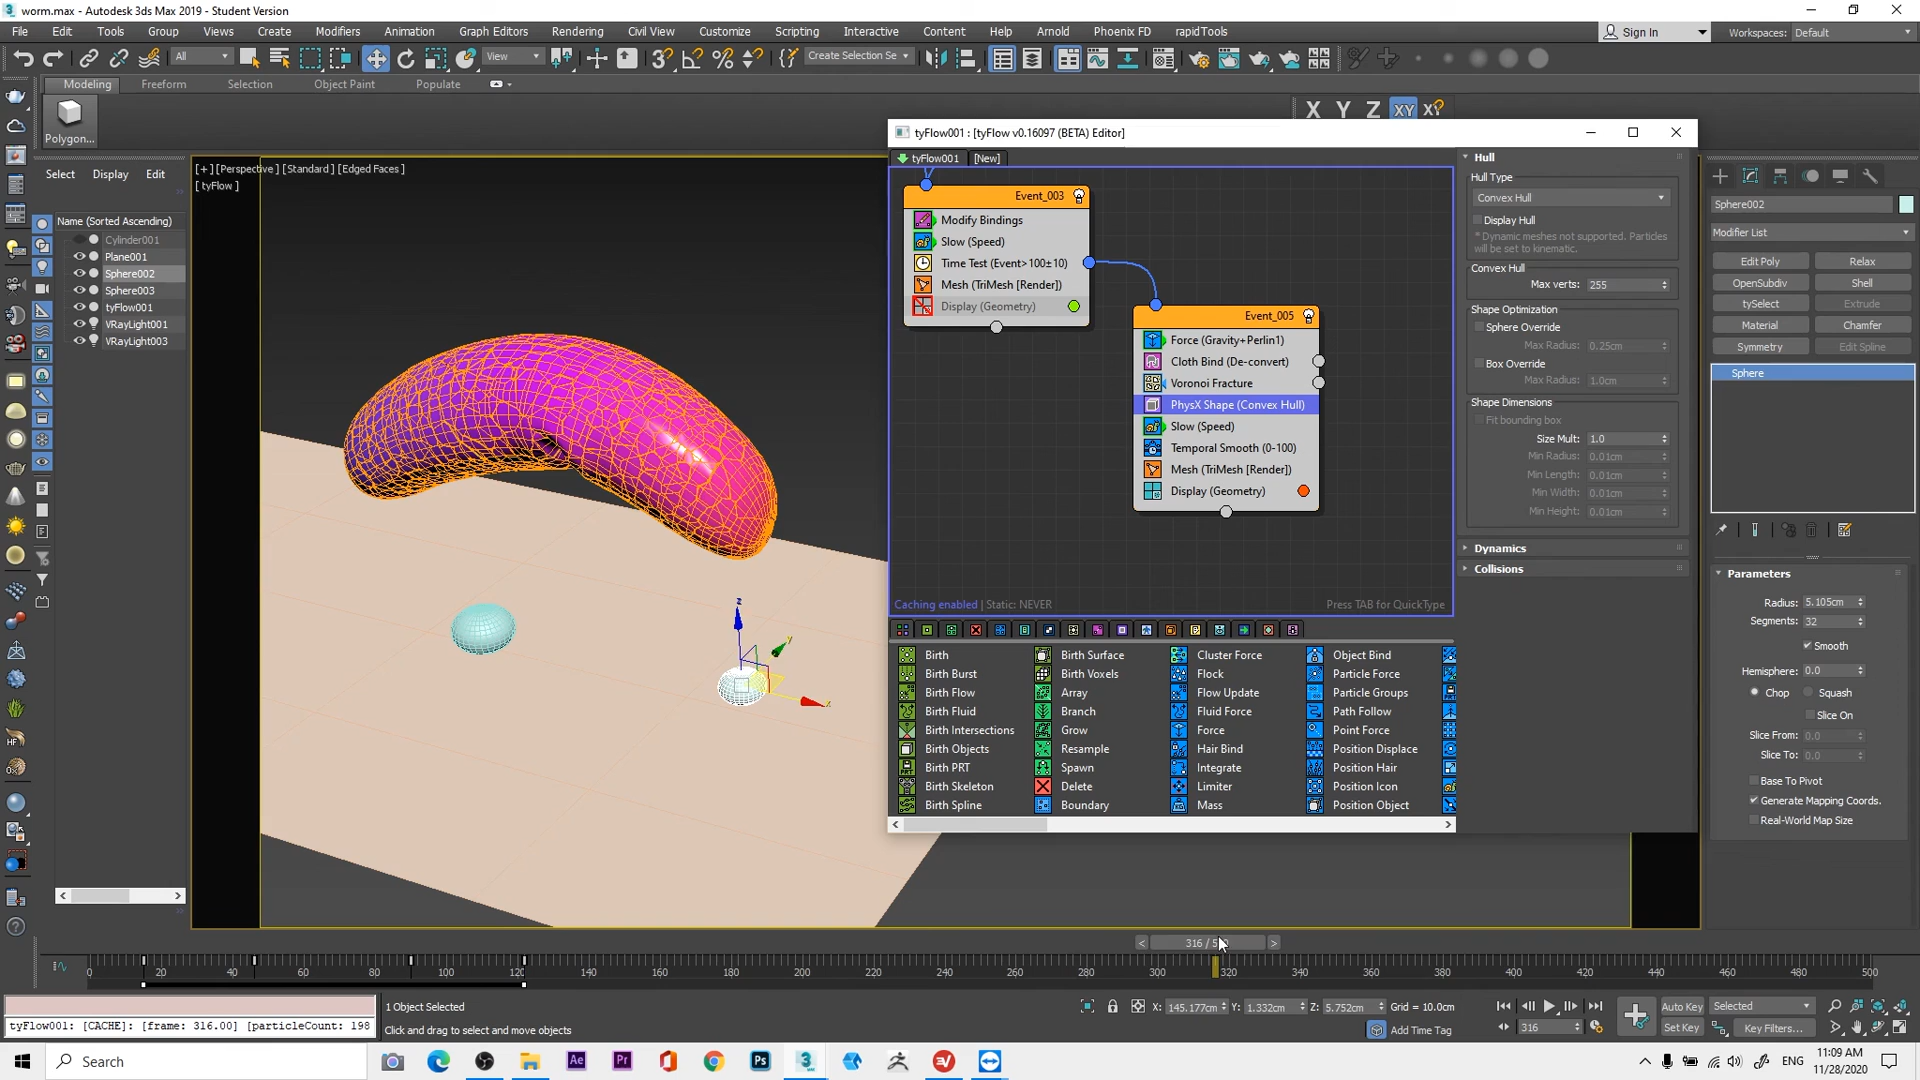 worm.max - Autodesk 3ds Max 2019 - Student Version
File Edit Tools Group Views Create Modifiers Animation Graph Editors Rendering Civil View Customize Scripting Interactive Content Help Arnold Phoenix FD rapidTools Sign In Workspaces: Default
All View Create Selection Se
Modeling Freeform Selection Object Paint Populate
X Y Z XY
Polygon...
tyFlow001 : [tyFlow v0.16097 (BETA) Editor]
tyFlow001 [New]
Select Display Edit
Name (Sorted Ascending)
Cylinder001
Plane001
Sphere002
Sphere003
tyFlow001
VRayLight001
VRayLight003
[+] [Perspective] [Standard] [Edged Faces]
[ tyFlow ]
Event_003
Modify Bindings
Slow (Speed)
Time Test (Event>100±10)
Mesh (TriMesh [Render])
Display (Geometry)
Event_005
Force (Gravity+Perlin1)
Cloth Bind (De-convert)
Voronoi Fracture
PhysX Shape (Convex Hull)
Slow (Speed)
Temporal Smooth (0-100)
Mesh (TriMesh [Render])
Display (Geometry)
Caching enabled | Static: NEVER Press TAB for QuickType
Birth Birth Surface Cluster Force Object Bind
Birth Burst Birth Voxels Flock Particle Force
Birth Flow Array Flow Update Particle Groups
Birth Fluid Branch Fluid Force Path Follow
Birth Intersections Grow Force Point Force
Birth Objects Resample Hair Bind Position Displace
Birth PRT Spawn Integrate Position Hair
Birth Skeleton Delete Limiter Position Icon
Birth Spline Boundary Mass Position Object
Hull
Hull Type
Convex Hull
Display Hull
* Dynamic meshes not supported. Particles
will be set to kinematic.
Convex Hull
Max verts: 255
Shape Optimization
Sphere Override
Max Radius: 0.25cm
Box Override
Max Radius: 1.0cm
Shape Dimensions
Fit bounding box
Size Mult: 1.0
Min Radius: 0.01cm
Min Length: 0.01cm
Min Width: 0.01cm
Min Height: 0.01cm
Dynamics
Collisions
Sphere002
Modifier List
Edit Poly Relax
OpenSubdiv Shell
tySelect Extrude
Material Chamfer
Symmetry Edit Spline
Sphere
Parameters
Radius: 5.105cm
Segments: 32
Smooth
Hemisphere: 0.0
Chop Squash
Slice On
Slice From: 0.0
Slice To: 0.0
Base To Pivot
Generate Mapping Coords.
Real-World Map Size
z
y
x
HF
< 316 / 5 >
0 20 40 60 80 100 120 140 160 180 200 220 240 260 280 300 320 340 360 380 400 420 440 460 480 500
1 Object Selected
X: 145.177cm Y: 1.332cm Z: 5.752cm Grid = 10.0cm
Auto Key Selected
tyFlow001: [CACHE]: [frame: 316.00] [particleCount: 198
Click and drag to select and move objects
Add Time Tag
316
Set Key Key Filters...
Search
Ae Pr Ps 3
ENG
11:09 AM
11/28/2020